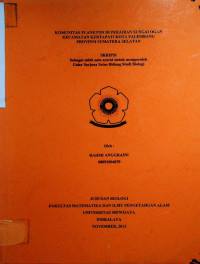 KOMUNITAS PLANKTON DI PERAIRAN SUNGAI OGAN
KECAMATAN KERTAPATI KOTA PALEMBANG
PROVINSI SUMATERA SELATAN
SKRIPSI
Sebagai salah satu syarat untuk memperoleh
Gelar Sarjana Sains Bidang Studi Biologi
Oleh :
JURUSAN BIOLOGI
FAKULTAS MATEMATIKA DAN ILMU PENGETAHUAN ALAM
UNIVERSITAS SRIWIJAYA
INDRALAYA
NOVEMBER, 2013